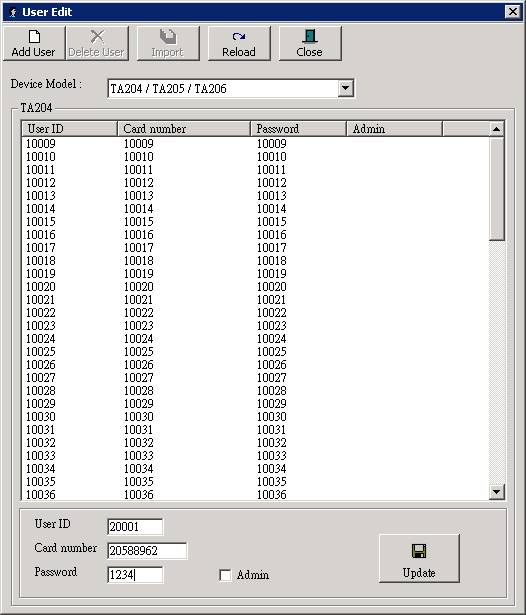 User Edit
Add User Delete User Import Reload Close
Device Model : TA204 / TA205 / TA206
TA204
User ID Card number Password Admin
10009 10009 10009
10010 10010 10010
10011 10011 10011
10012 10012 10012
10013 10013 10013
10014 10014 10014
10015 10015 10015
10016 10016 10016
10017 10017 10017
10018 10018 10018
10019 10019 10019
10020 10020 10020
10021 10021 10021
10022 10022 10022
10023 10023 10023
10024 10024 10024
10025 10025 10025
10026 10026 10026
10027 10027 10027
10028 10028 10028
10029 10029 10029
10030 10030 10030
10031 10031 10031
10032 10032 10032
10033 10033 10033
10034 10034 10034
10035 10035 10035
10036 10036 10036
User ID 20001
Card number 20588962
Password 1234 Admin
Update